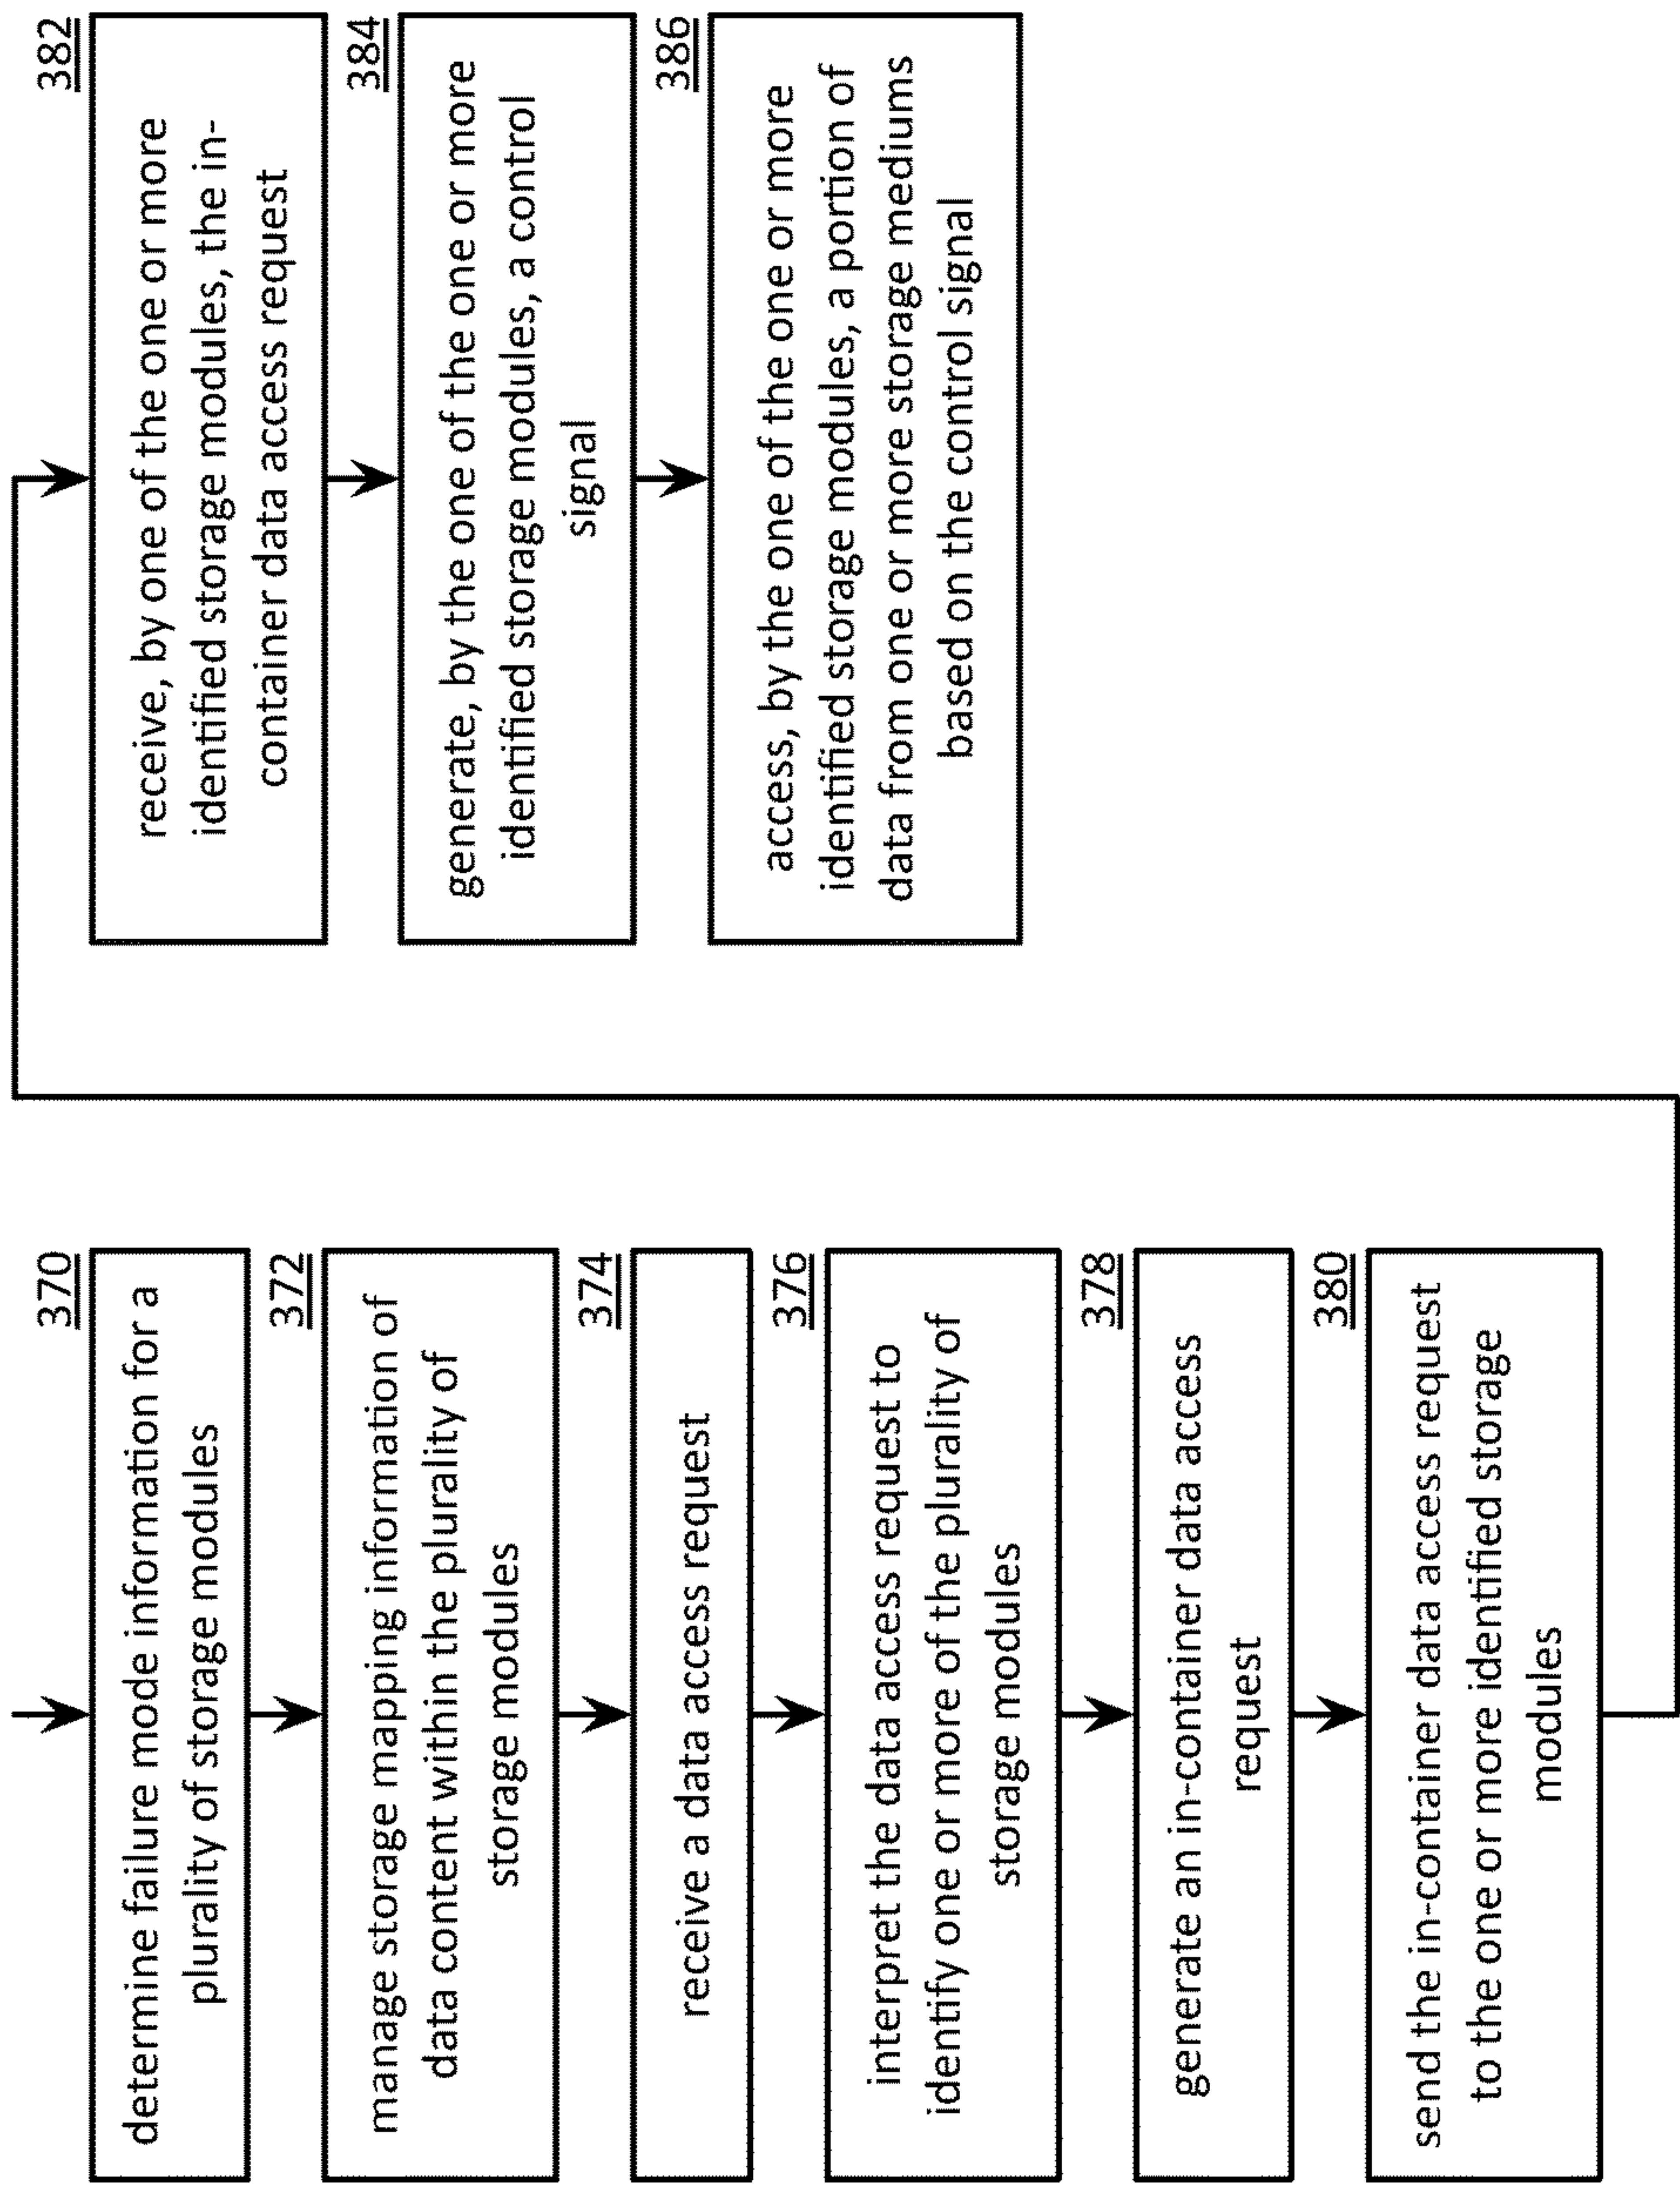 370
determine failure mode information for a
plurality of storage modules
372
manage storage mapping information of
data content within the plurality of
storage modules
374
receive a data access request
376
interpret the data access request to
identify one or more of the plurality of
storage modules
378
generate an in-container data access
request
380
send the in-container data access request
to the one or more identified storage
modules
382
receive, by one of the one or more
identified storage modules, the in-
container data access request
384
generate, by the one of the one or more
identified storage modules, a control
signal
386
access, by the one of the one or more
identified storage modules, a portion of
data from one or more storage mediums
based on the control signal